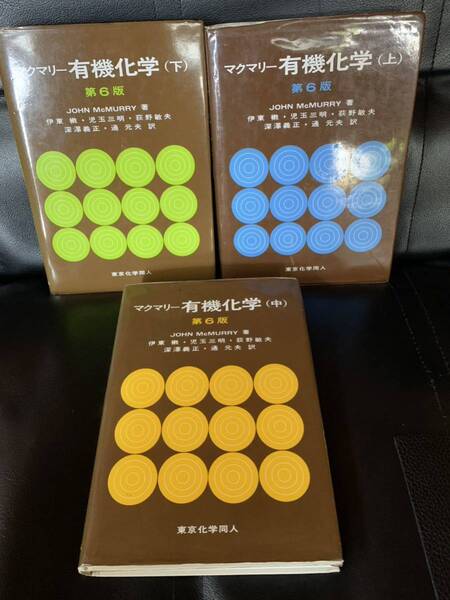 マクマリー有機化学(下)
第6版
JOHN McMURRY 著
伊東 椒・児玉三明・荻野敏夫
深澤義正・通 元夫 訳
東京化学同人
マクマリー有機化学(上)
第6版
JOHN McMURRY 著
伊東 椒・児玉三明・荻野敏夫
深澤義正・通 元夫 訳
東京化学同人
マクマリー有機化学(中)
第6版
JOHN McMURRY 著
伊東 椒・児玉三明・荻野敏夫
深澤義正・通 元夫 訳
東京化学同人